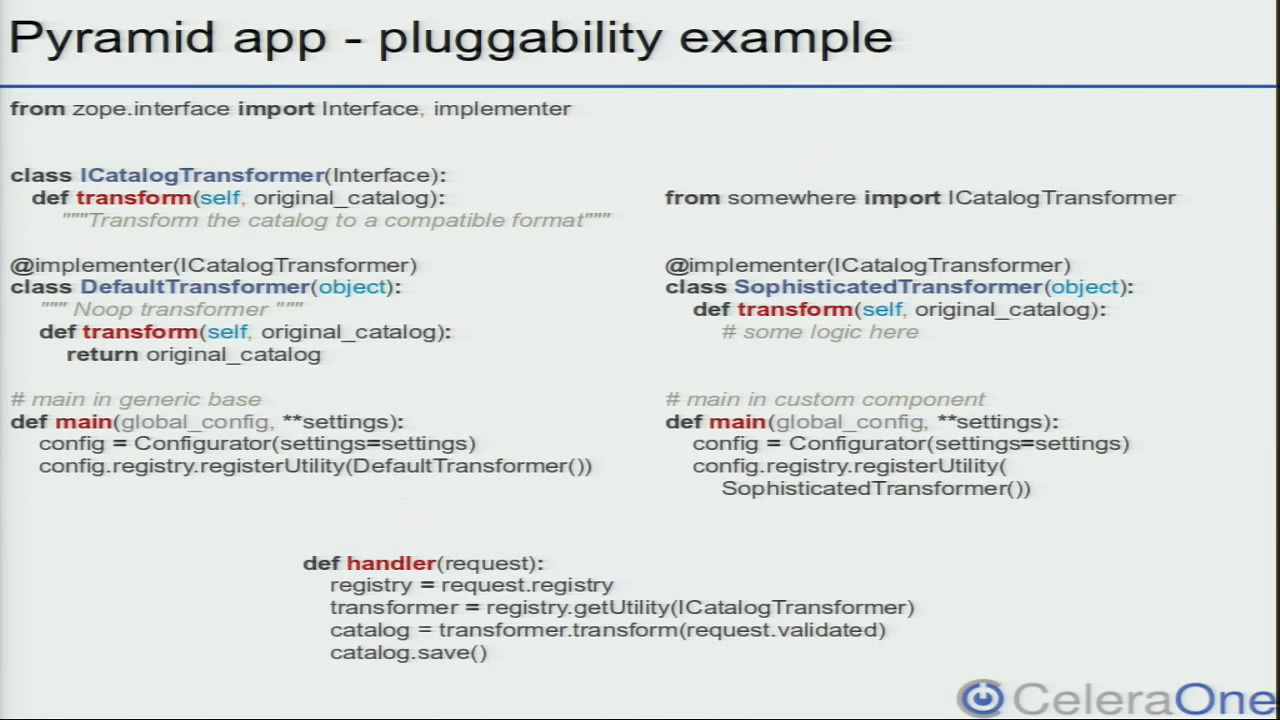 Pyramid app - pluggability example
from zope.interface import Interface, implementer
class ICatalogTransformer(Interface):
def transform(self, original_catalog):
"""Transform the catalog to a compatible format"""
@implementer(ICatalogTransformer)
class DefaultTransformer(object):
""" Noop transformer """
def transform(self, original_catalog):
return original_catalog
# main in generic base
def main(global_config, **settings):
config = Configurator(settings=settings)
config.registry.registerUtility(DefaultTransformer())
from somewhere import ICatalogTransformer
@implementer(ICatalogTransformer)
class SophisticatedTransformer(object):
def transform(self, original_catalog):
# some logic here
# main in custom component
def main(global_config, **settings):
config = Configurator(settings=settings)
config.registry.registerUtility(
SophisticatedTransformer())
def handler(request):
registry = request.registry
transformer = registry.getUtility(ICatalogTransformer)
catalog = transformer.transform(request.validated)
catalog.save()
CeleraOne